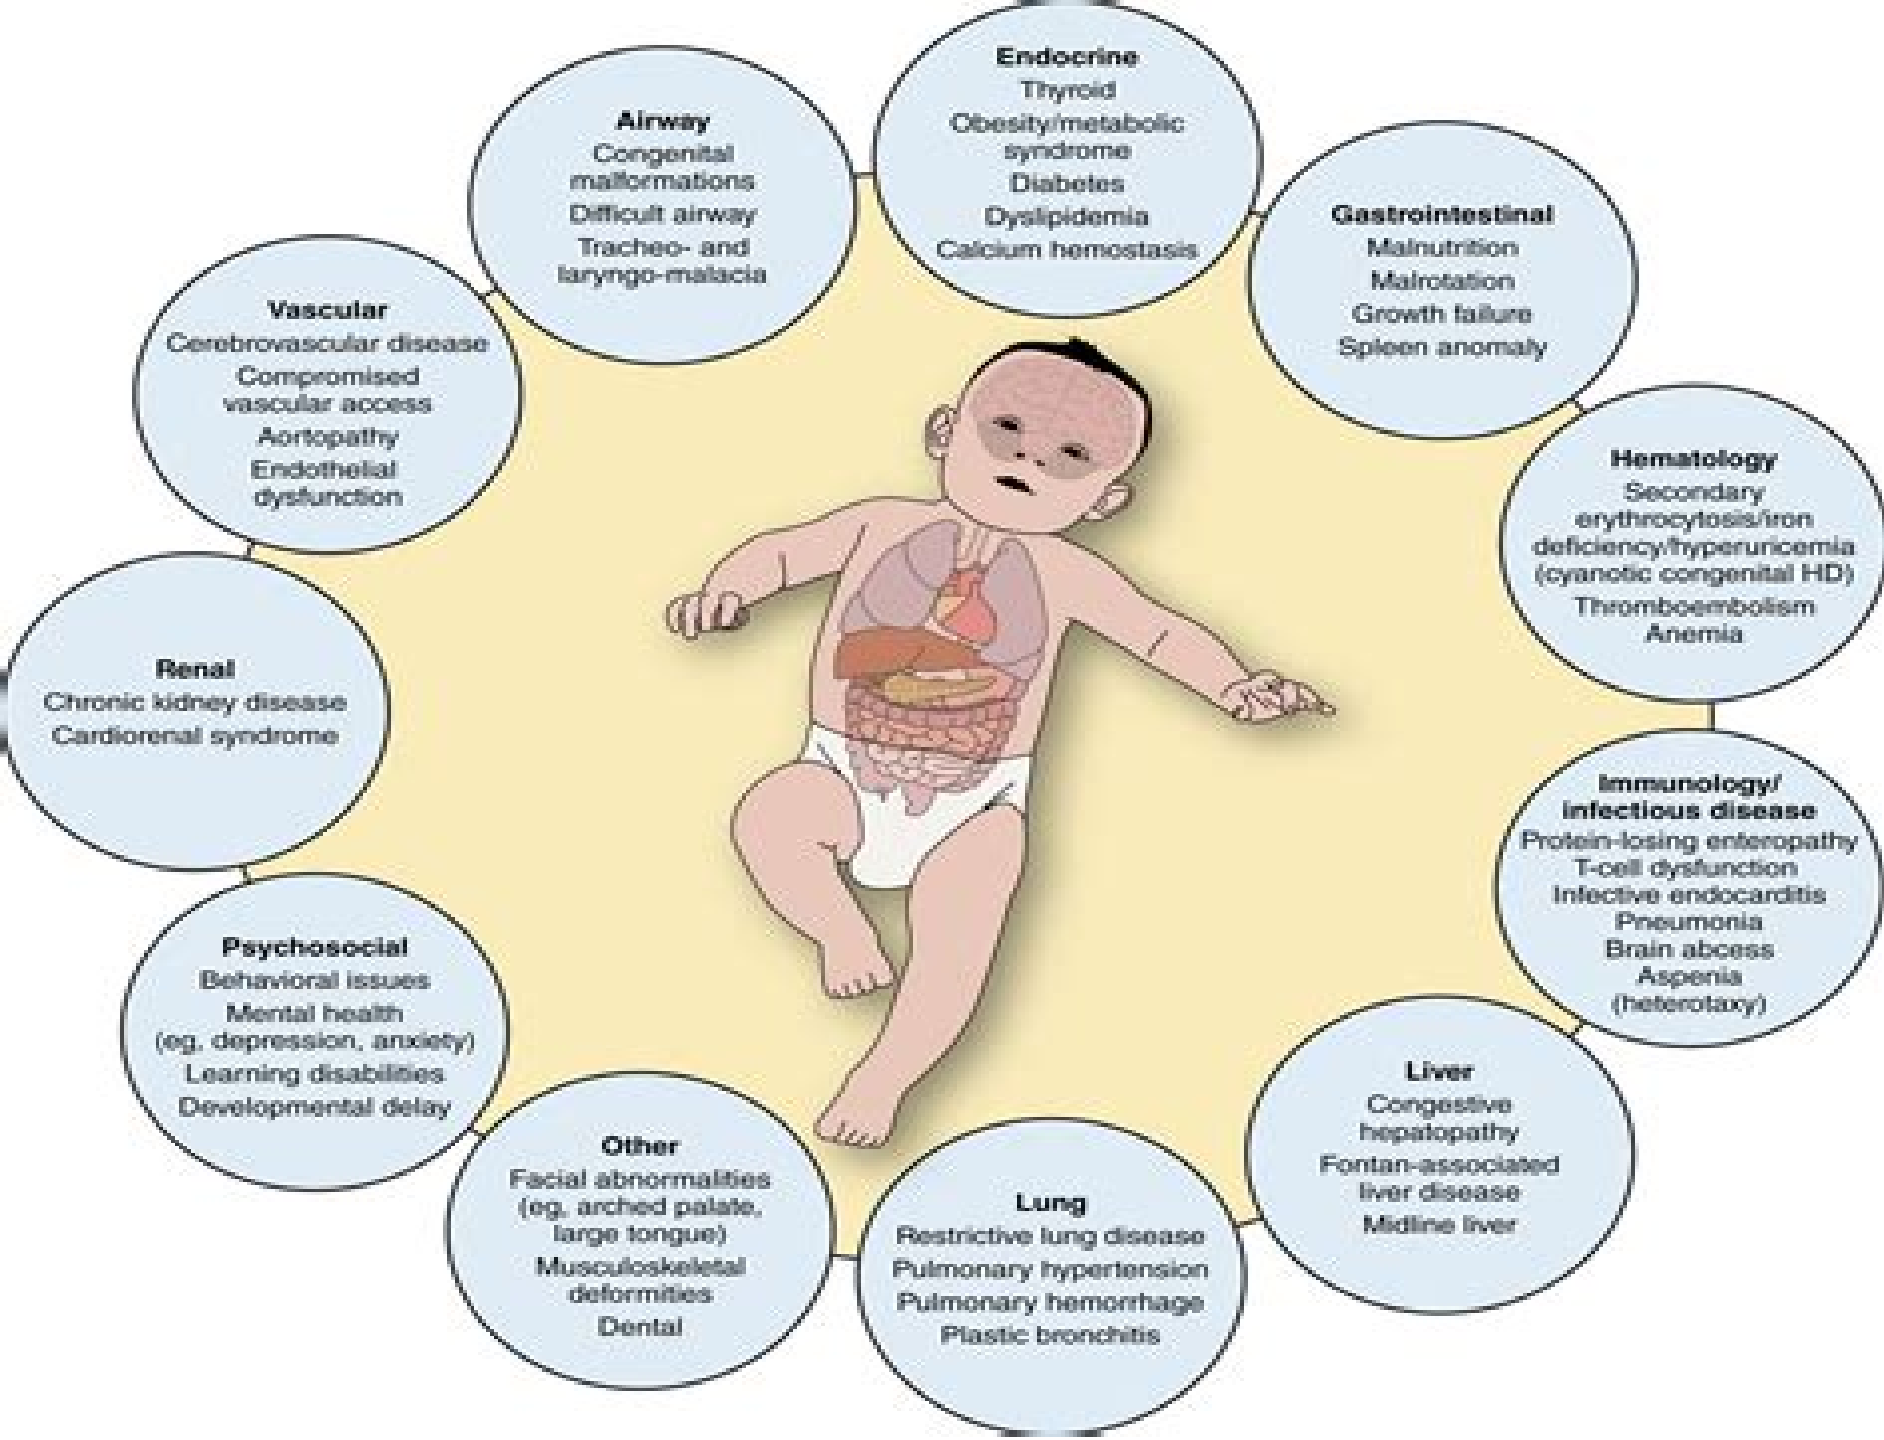 Endocrine
Thyroid
Obesity/metabolic
syndrome
Diabetes
Dyslipidemia
Calcium hemostasis
Gastrointestinal
Malnutrition
Malrotation
Growth failure
Spleen anomaly
Hematology
Secondary
erythrocytosis/iron
deficiency/hyperuricemia
(cyanotic congenital HD)
Thromboembolism
Anemia
Immunology/
infectious disease
Protein-losing enteropathy
T-cell dysfunction
Infective endocarditis
Pneumonia
Brain abcess
Aspenia
(heterotaxy)
Liver
Congestive
hepatopathy
Fontan-associated
liver disease
Midline liver
Lung
Restrictive lung disease
Pulmonary hypertension
Pulmonary hemorrhage
Plastic bronchitis
Other
Facial abnormalities
(eg, arched palate,
large tongue)
Musculoskeletal
deformities
Dental
Psychosocial
Behavioral issues
Mental health
(eg, depression, anxiety)
Learning disabilities
Developmental delay
Renal
Chronic kidney disease
Cardiorenal syndrome
Vascular
Cerebrovascular disease
Compromised
vascular access
Aortopathy
Endothelial
dysfunction
Airway
Congenital
malformations
Difficult airway
Tracheo- and
laryngo-malacia